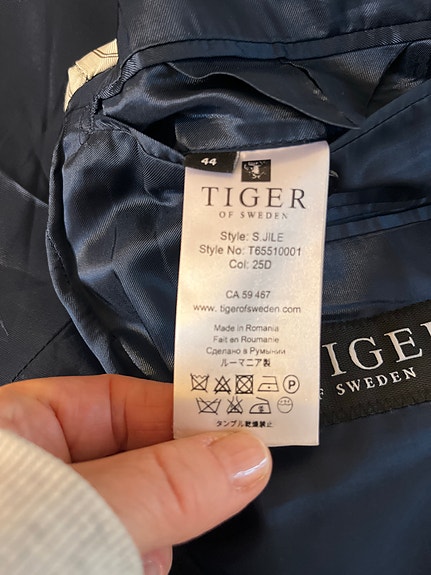 44
TIGER
OF SWEDEN
Style: S.JILE
Style No: T65510001
Col: 25D
CA 59 467
www. tigerofsweden.com
Made in Romania
Fait en Roumanie
Сделано в Румынии
ルーマニア製
P
タンブル乾燥禁止
TIGER
OF SWEDEN